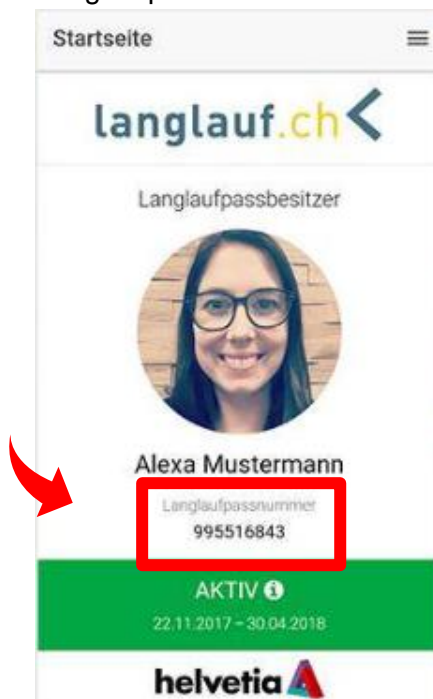 Startseite
langlauf.ch
Langlaufpassbesitzer
Alexa Mustermann
Langlaufpassnummer
995516843
AKTIV
22.11.2017 – 30.04.2018
helvetia